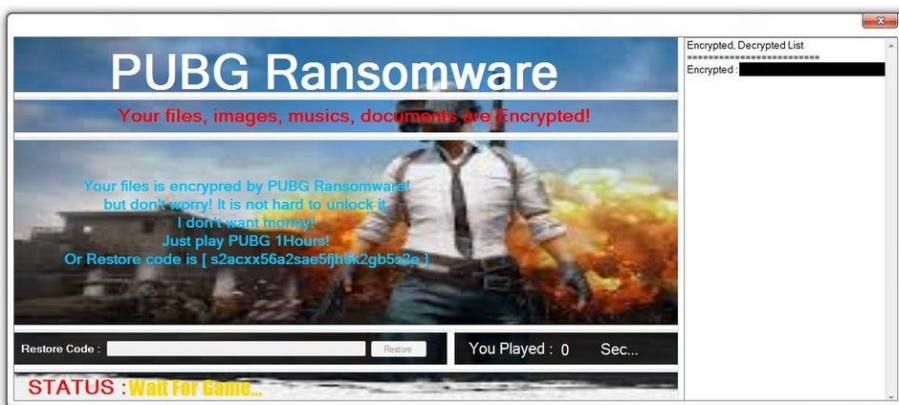 PUBG Ransomware
Your files, images, musics, documents are Encrypted!
Your files is encrypred by PUBG Ransomware!
but don't worry! It is not hard to unlock it.
I don't want money!
Just play PUBG 1Hours!
Or Restore code is [ s2acxx56a2sae5fjh5k2gb5s2e ]
Restore Code :
Restore
You Played : 0 Sec...
STATUS : Wait For Game...
Encrypted, Decrypted List
=========================
Encrypted :